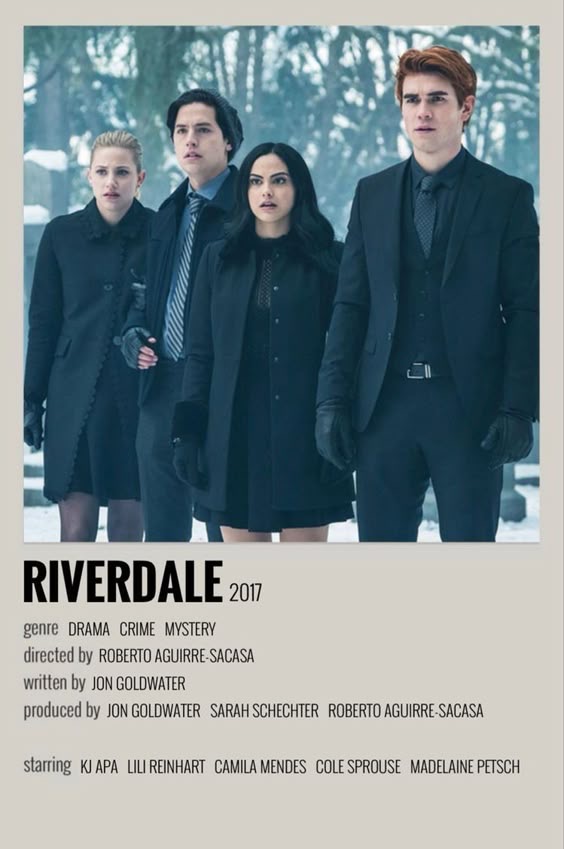 RIVERDALE 2017
genre DRAMA CRIME MYSTERY
directed by ROBERTO AGUIRRE-SACASA
written by JON GOLDWATER
produced by JON GOLDWATER SARAH SCHECHTER ROBERTO AGUIRRE-SACASA
starring KJ APA LILI REINHART CAMILA MENDES COLE SPROUSE MADELAINE PETSCH